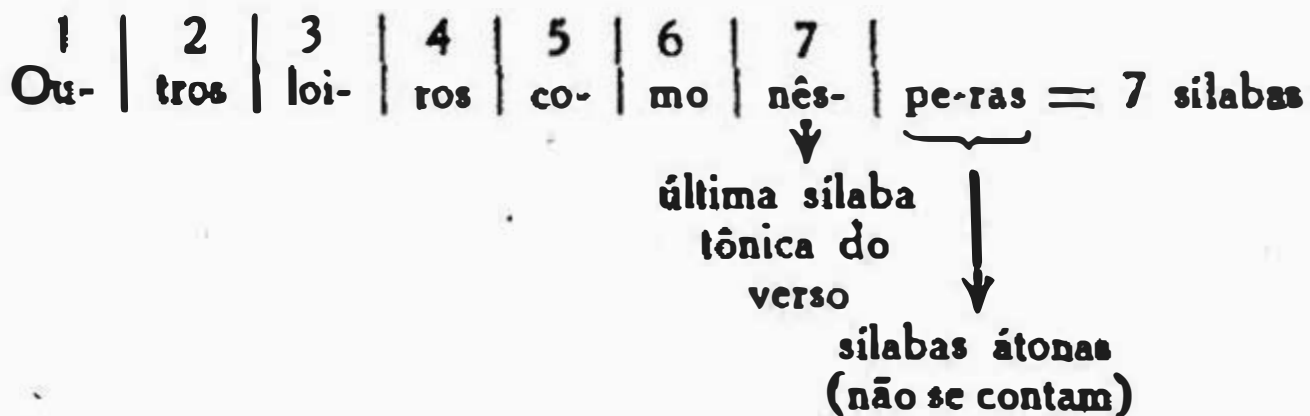 1 | 2 | 3 | 4 | 5 | 6 | 7 |
Ou- | tros | loi- | ros | co- | mo | nês- | pe-ras = 7 sílabas
última sílaba
tônica do
verso
sílabas átonas
(não se contam)